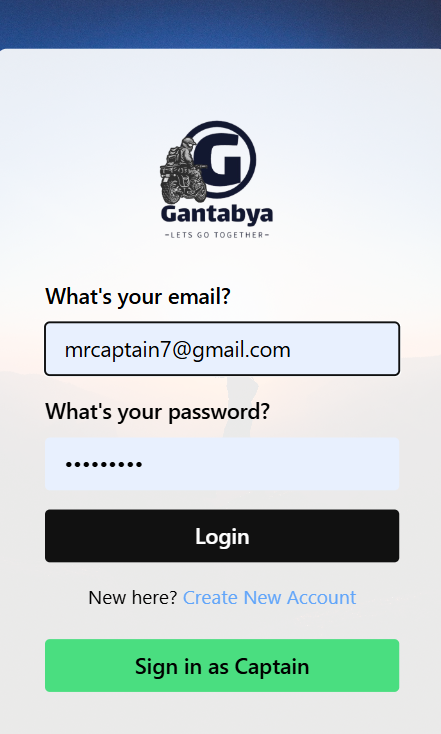 G
Gantabya
–LETS GO TOGETHER–
What's your email?
mrcaptain7@gmail.com
What's your password?
•••••••••
Login
New here? Create New Account
Sign in as Captain